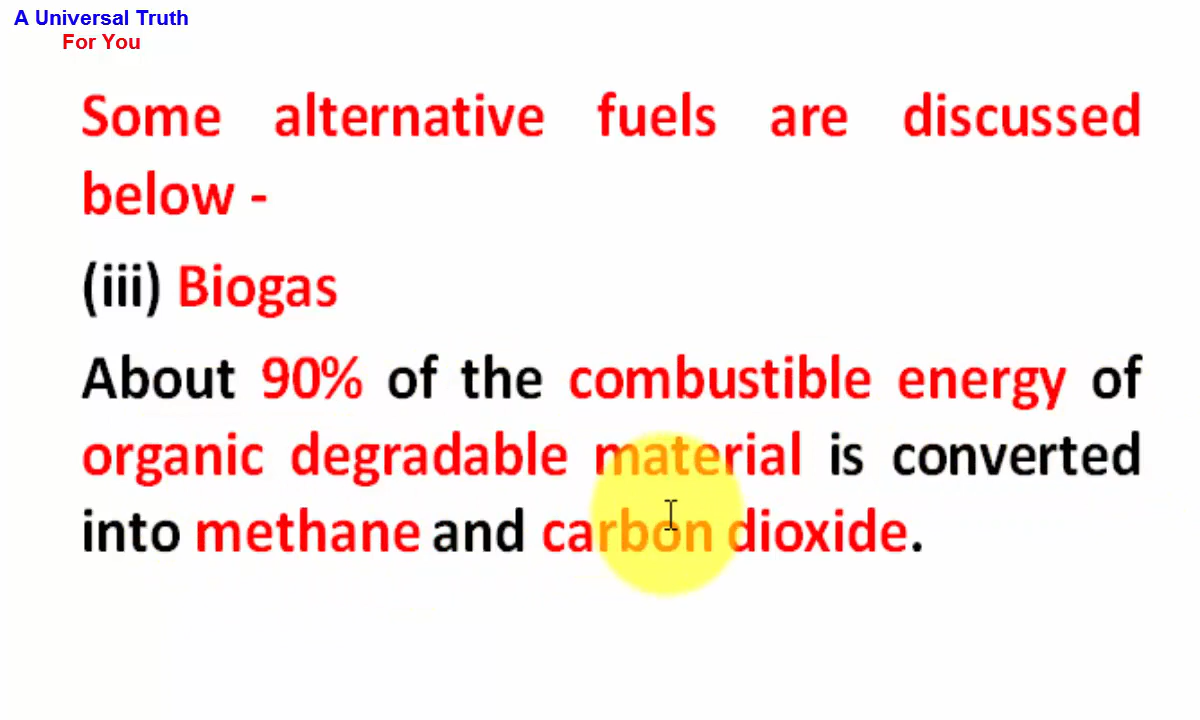 A Universal Truth
For You
Some alternative fuels are discussed
below -
(iii) Biogas
About 90% of the combustible energy of
organic degradable material is converted
into methane and carbon dioxide.